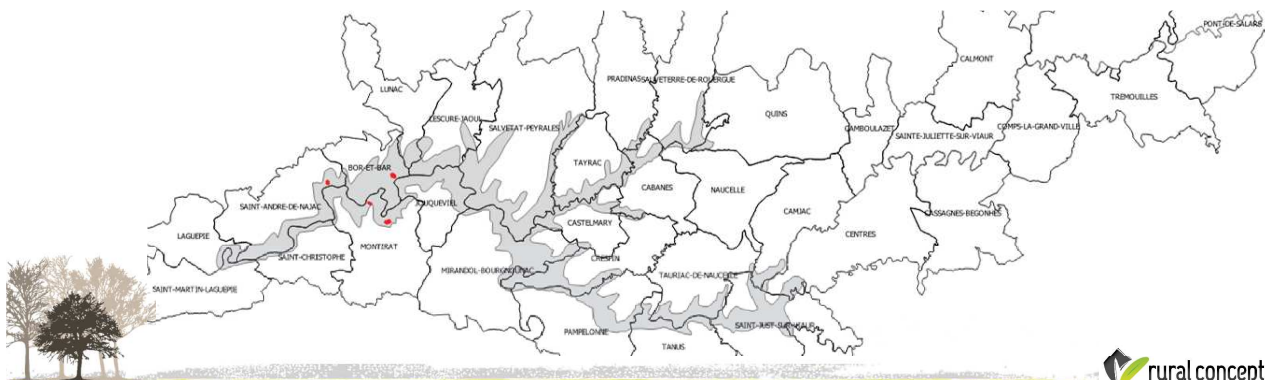 PONT-DE-SALARS
CALMONT
PRADINAS
SAUVETERRE-DE-ROUERGUE
LUNAC
TREMOUILLES
QUINS
LESCURE-JAOUL
SALVETAT-PEYRALES
CAMBOULAZET
COMPS-LA-GRAND-VILLE
SAINTE-JULIETTE-SUR-VIAUR
TAYRAC
BOR-ET-BAR
CABANES
NAUCELLE
JOUQUEVIEL
SAINT-ANDRE-DE-NAJAC
CAMJAC
CASSAGNES-BEGONHES
CASTELMARY
LAGUEPIE
CENTRES
MONTIRAT
SAINT-CHRISTOPHE
CRESPIN
MIRANDOL-BOURGNOUNAC
TAURIAC-DE-NAUCELLE
SAINT-MARTIN-LAGUEPIE
SAINT-JUST-SUR-VIAUR
PAMPELONNE
TANUS
rural concept